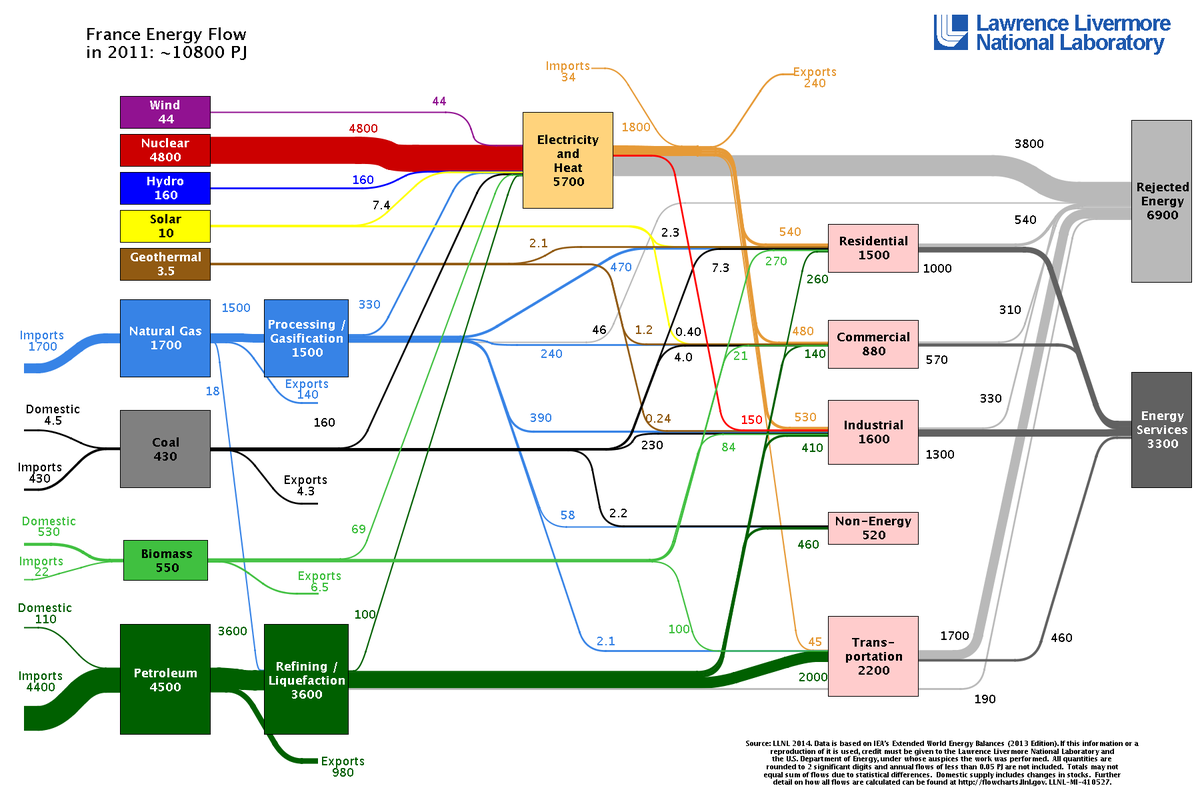 France Energy Flow
in 2011: ~10800 PJ
Lawrence Livermore
National Laboratory
Imports
34
Exports
240
Wind
44
44
Nuclear
4800
4800
Hydro
160
160
Solar
10
7.4
Geothermal
3.5
2.1
Electricity
and
Heat
5700
1800
3800
Rejected
Energy
6900
2.3
540
540
Residential
1500
1000
470
7.3
270
260
Imports
1700
Natural Gas
1700
1500
Processing /
Gasification
1500
330
Exports
140
18
46
240
1.2
0.40
4.0
21
480
140
Commercial
880
310
570
Domestic
4.5
Imports
430
Coal
430
160
Exports
4.3
390
0.24
230
84
150
530
410
Industrial
1600
330
1300
Energy
Services
3300
58
2.2
460
Non-Energy
520
Domestic
530
Imports
22
Biomass
550
69
Exports
6.5
Domestic
110
Imports
4400
Petroleum
4500
3600
Refining /
Liquefaction
3600
100
Exports
980
2.1
100
45
2000
Trans-
portation
2200
1700
460
190
Source: LLNL 2014. Data is based on IEA's Extended World Energy Balances (2013 Edition). If this information or a
reproduction of it is used, credit must be given to the Lawrence Livermore National Laboratory and
the U.S. Department of Energy, under whose auspices the work was performed. All quantities are
rounded to 2 significant digits and annual flows of less than 0.05 PJ are not included. Totals may not
equal sum of flows due to statistical differences. Domestic supply includes changes in stocks. Further
detail on how all flows are calculated can be found at http://flowcharts.llnl.gov. LLNL-MI-410527.